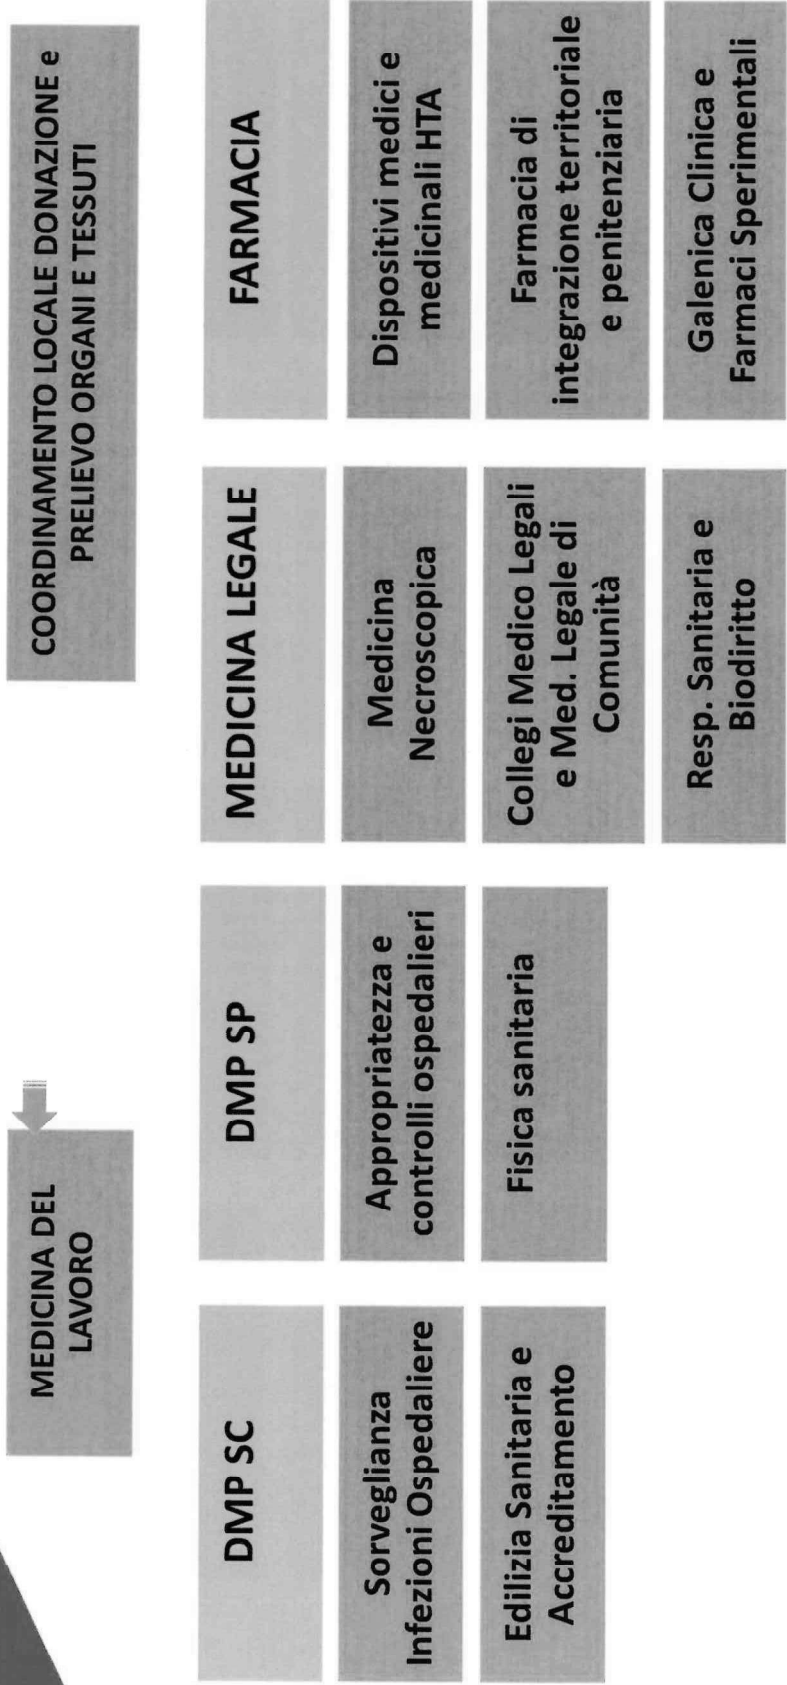 MEDICINA DEL
LAVORO
COORDINAMENTO LOCALE DONAZIONE e
PRELIEVO ORGANI E TESSUTI
DMP SC
Sorveglianza
Infezioni Ospedaliere
Edilizia Sanitaria e
Accreditamento
DMP SP
Appropriatezza e
controlli ospedalieri
Fisica sanitaria
MEDICINA LEGALE
Medicina
Necroscopica
Collegi Medico Legali
e Med. Legale di
Comunità
Resp. Sanitaria e
Biodiritto
FARMACIA
Dispositivi medici e
medicinali HTA
Farmacia di
integrazione territoriale
e penitenziaria
Galenica Clinica e
Farmaci Sperimentali